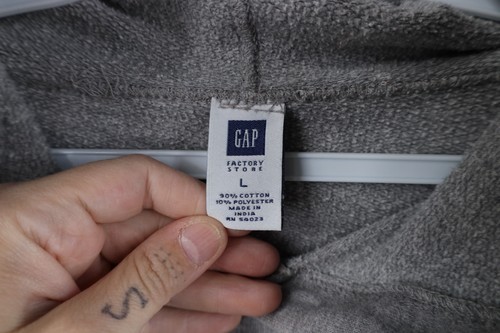 GAP
FACTORY
STORE
L
90% COTTON
10% POLYESTER
MADE IN
INDIA
RN 54023
S